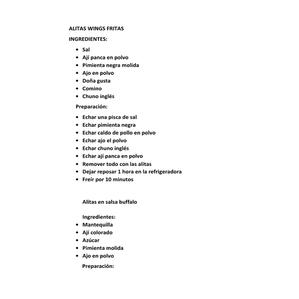 ALITAS WINGS FRITAS
INGREDIENTES:
• Sal
• Ají panca en polvo
• Pimienta negra molida
• Ajo en polvo
• Doña gusta
• Comino
• Chuno inglés
Preparación:
• Echar una pisca de sal
• Echar pimienta negra
• Echar caldo de pollo en polvo
• Echar ajo el polvo
• Echar chuno inglés
• Echar ají panca en polvo
• Remover todo con las alitas
• Dejar reposar 1 hora en la refrigeradora
• Freír por 10 minutos
Alitas en salsa buffalo
Ingredientes:
• Mantequilla
• Ají colorado
• Azúcar
• Pimienta molida
• Ajo en polvo
Preparación: